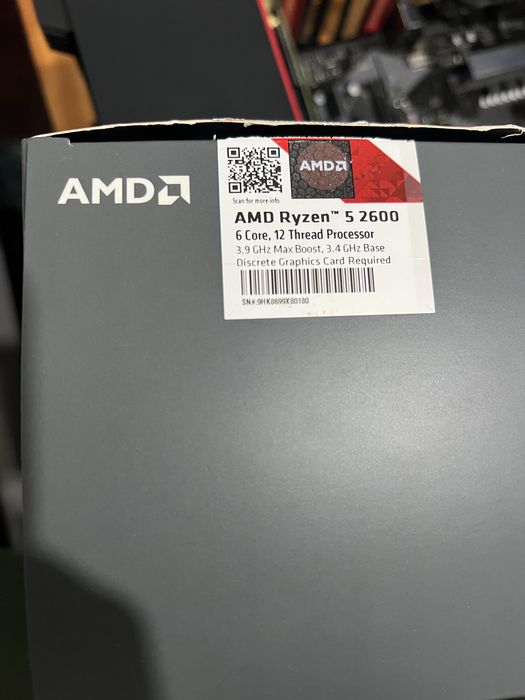 AMD
AMD
Scan for more info
AMD Ryzen™ 5 2600
6 Core, 12 Thread Processor
3.9 GHz Max Boost, 3.4 GHz Base
Discrete Graphics Card Required
SN#:9HK8699X80180